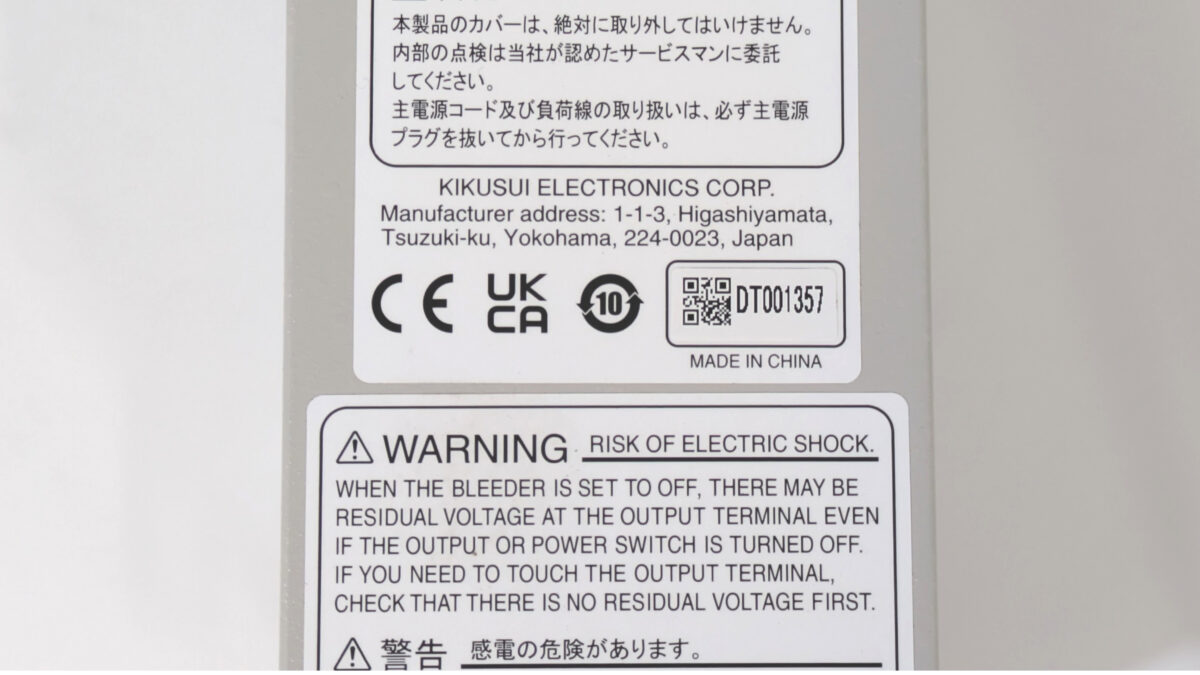 本製品のカバーは、絶対に取り外してはいけません。
内部の点検は当社が認めたサービスマンに委託
してください。
主電源コード及び負荷線の取り扱いは、必ず主電源
プラグを抜いてから行ってください。
KIKUSUI ELECTRONICS CORP.
Manufacturer address: 1-1-3, Higashiyamata,
Tsuzuki-ku, Yokohama, 224-0023, Japan
CE UK
CA 10 DT001357
MADE IN CHINA
WARNING RISK OF ELECTRIC SHOCK.
WHEN THE BLEEDER IS SET TO OFF, THERE MAY BE
RESIDUAL VOLTAGE AT THE OUTPUT TERMINAL EVEN
IF THE OUTPUT OR POWER SWITCH IS TURNED OFF.
IF YOU NEED TO TOUCH THE OUTPUT TERMINAL,
CHECK THAT THERE IS NO RESIDUAL VOLTAGE FIRST.
警告 感電の危険があります。